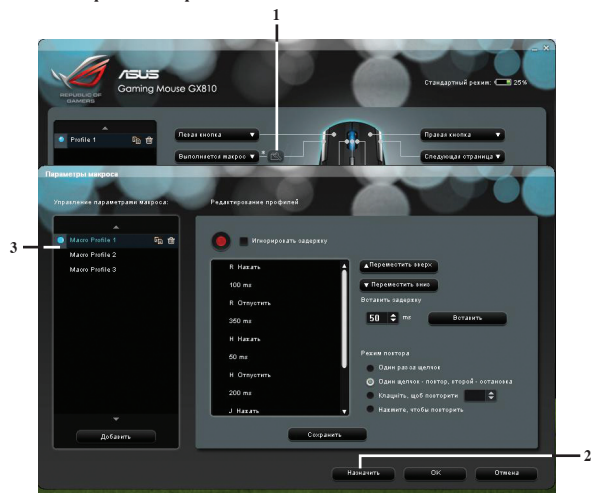 1
ASUS
Gaming Mouse GX810
REPUBLIC OF
GAMERS
Стандартный режим: 25%
Profile 1
Левая кнопка
Правая кнопка
Выполняется макрос
Следующая страница
Параметры макроса
Управление параметрами макроса:
Редактирование профилей
3
Macro Profile 1
Macro Profile 2
Macro Profile 3
Игнорировать задержку
R Нажать
100 ms
R Отпустить
350 ms
H Нажать
50 ms
H Отпустить
200 ms
J Нажать
Переместить вверх
Переместить вниз
Вставить задержку
50 ms
Вставить
Режим повтора
Один раз за щелчок
Один щелчок - повтор, второй - остановка
Клацніть, щоб повторити
Нажмите, чтобы повторить
Добавить
Сохранить
2
Назначить
OK
Отмена